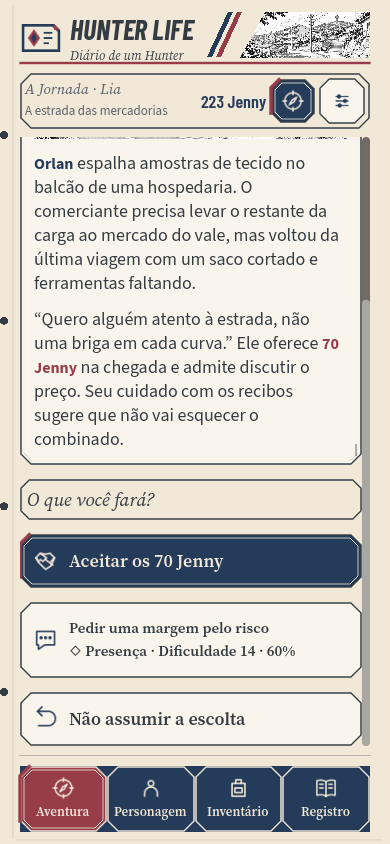 HUNTER LIFE
Diário de um Hunter
A Jornada · Lia
A estrada das mercadorias
223 Jenny
Orlan espalha amostras de tecido no
balcão de uma hospedaria. O
comerciante precisa levar o restante da
carga ao mercado do vale, mas voltou da
última viagem com um saco cortado e
ferramentas faltando.
“Quero alguém atento à estrada, não
uma briga em cada curva.” Ele oferece 70
Jenny na chegada e admite discutir o
preço. Seu cuidado com os recibos
sugere que não vai esquecer o
combinado.
O que você fará?
Aceitar os 70 Jenny
Pedir uma margem pelo risco
◇ Presença · Dificuldade 14 · 60%
Não assumir a escolta
Aventura
Personagem
Inventário
Registro